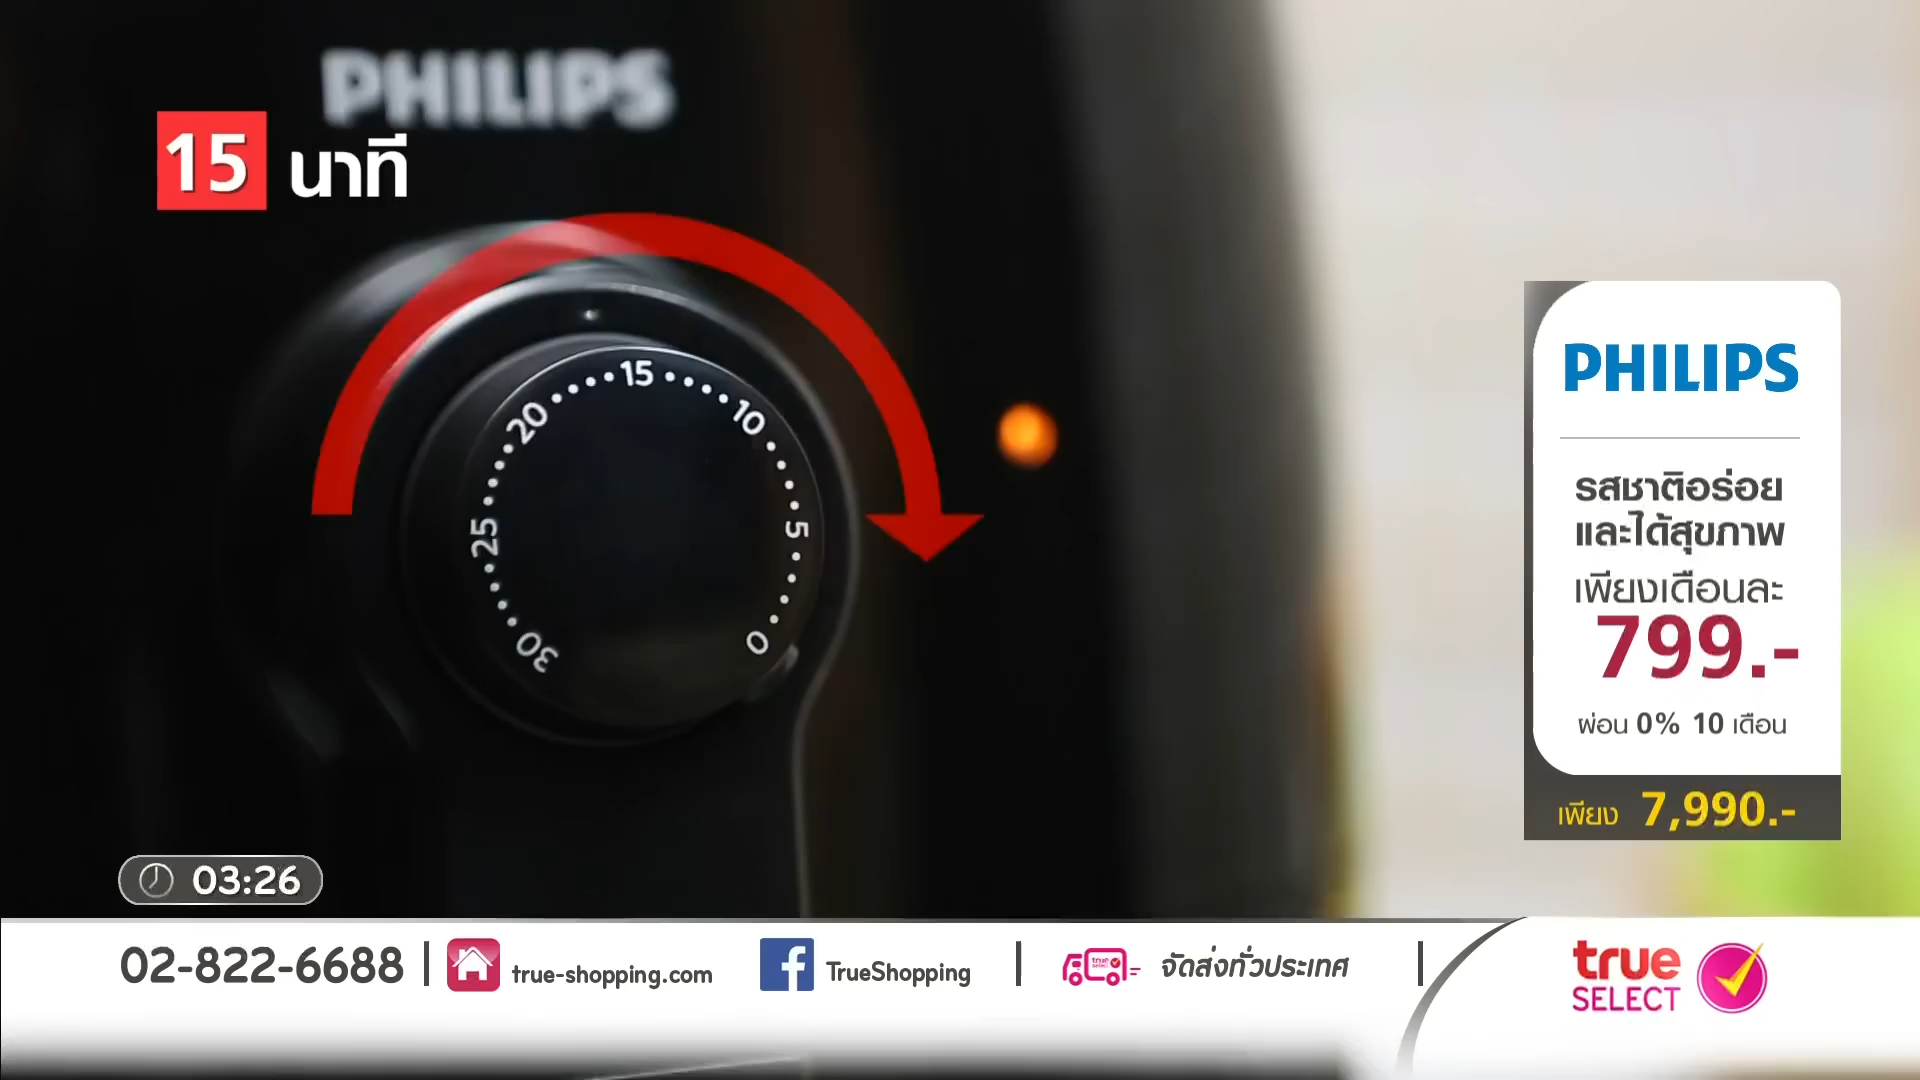 PHILIPS
15 นาที
15
20
10
25
5
30
0
PHILIPS
รสชาติอร่อย
และได้สุขภาพ
เพียงเดือนละ
799.-
ผ่อน 0% 10 เดือน
เพียง 7,990.-
03:26
02-822-6688
true-shopping.com
TrueShopping
จัดส่งทั่วประเทศ
true
SELECT